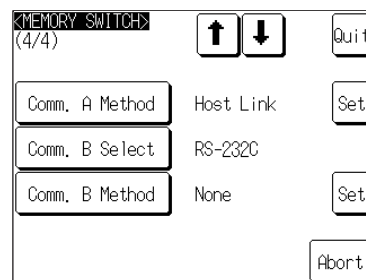 <MEMORY SWITCH>
(4/4)
Quit
Comm. A Method Host Link Set
Comm. B Select RS-232C
Comm. B Method None Set
Abort